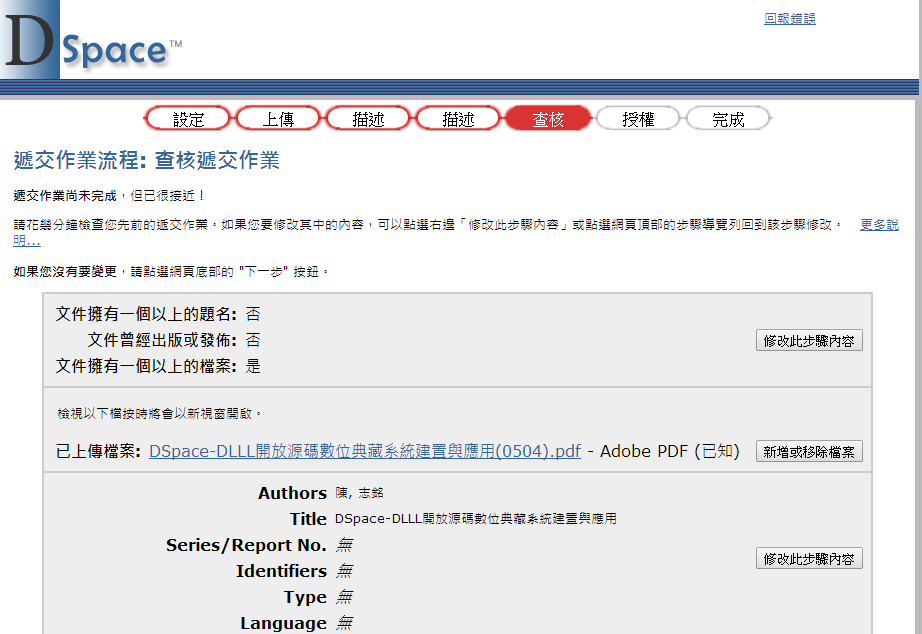 回報錯誤
DSpace™
設定 上傳 描述 描述 查核 授權 完成
遞交作業流程: 查核遞交作業
遞交作業尚未完成，但已很接近！
請花幾分鐘檢查您先前的遞交作業。如果您要修改其中的內容，可以點選右邊「修改此步驟內容」或點選網頁頂部的步驟導覽列回到該步驟修改。 更多說
明...
如果您沒有要變更，請點選網頁底部的 "下一步" 按鈕。
文件擁有一個以上的題名: 否
文件曾經出版或發佈: 否
修改此步驟內容
文件擁有一個以上的檔案: 是
檢視以下檔按時將會以新視窗開啟。
已上傳檔案: DSpace-DLLL開放源碼數位典藏系統建置與應用(0504).pdf - Adobe PDF (已知) 新增或移除檔案
Authors 陳, 志銘
Title DSpace-DLLL開放源碼數位典藏系統建置與應用
Series/Report No. 無
修改此步驟內容
Identifiers 無
Type 無
Language 無